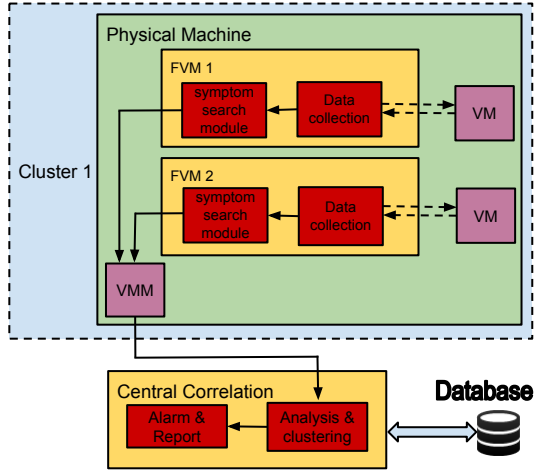 Physical Machine
FVM 1
symptom
search
module
Data
collection
VM
Cluster 1
FVM 2
symptom
search
module
Data
collection
VM
VMM
Central Correlation
Alarm &
Report
Analysis &
clustering
Database